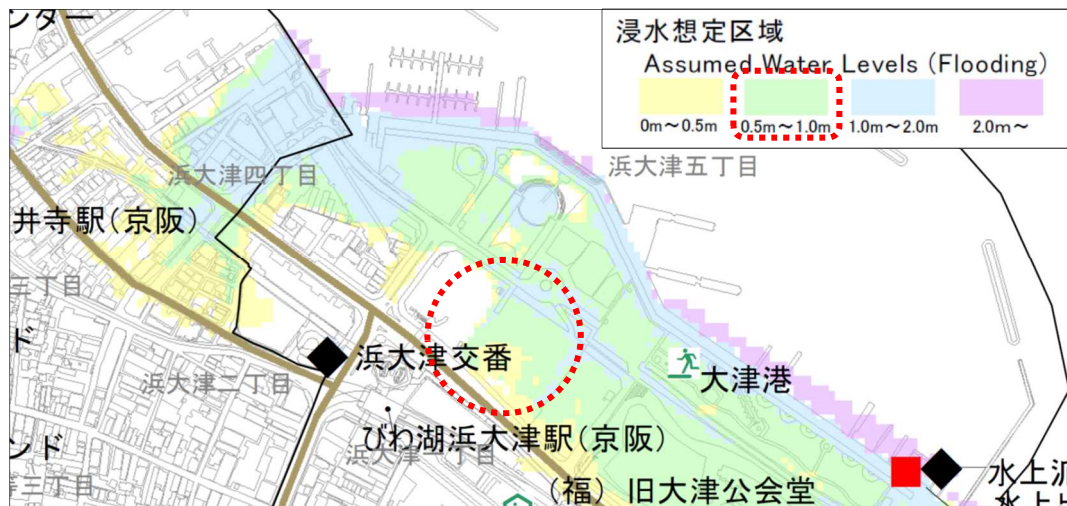 ンター
浸水想定区域
Assumed Water Levels (Flooding)
0m～0.5m
0.5m～1.0m
1.0m～2.0m
2.0m～
浜大津四丁目
浜大津五丁目
井寺駅(京阪)
三丁目
ド
浜大津交番
大津港
浜大津二丁目
びわ湖浜大津駅(京阪)
ンド
等三丁目
(福)
旧大津公会堂
水上派